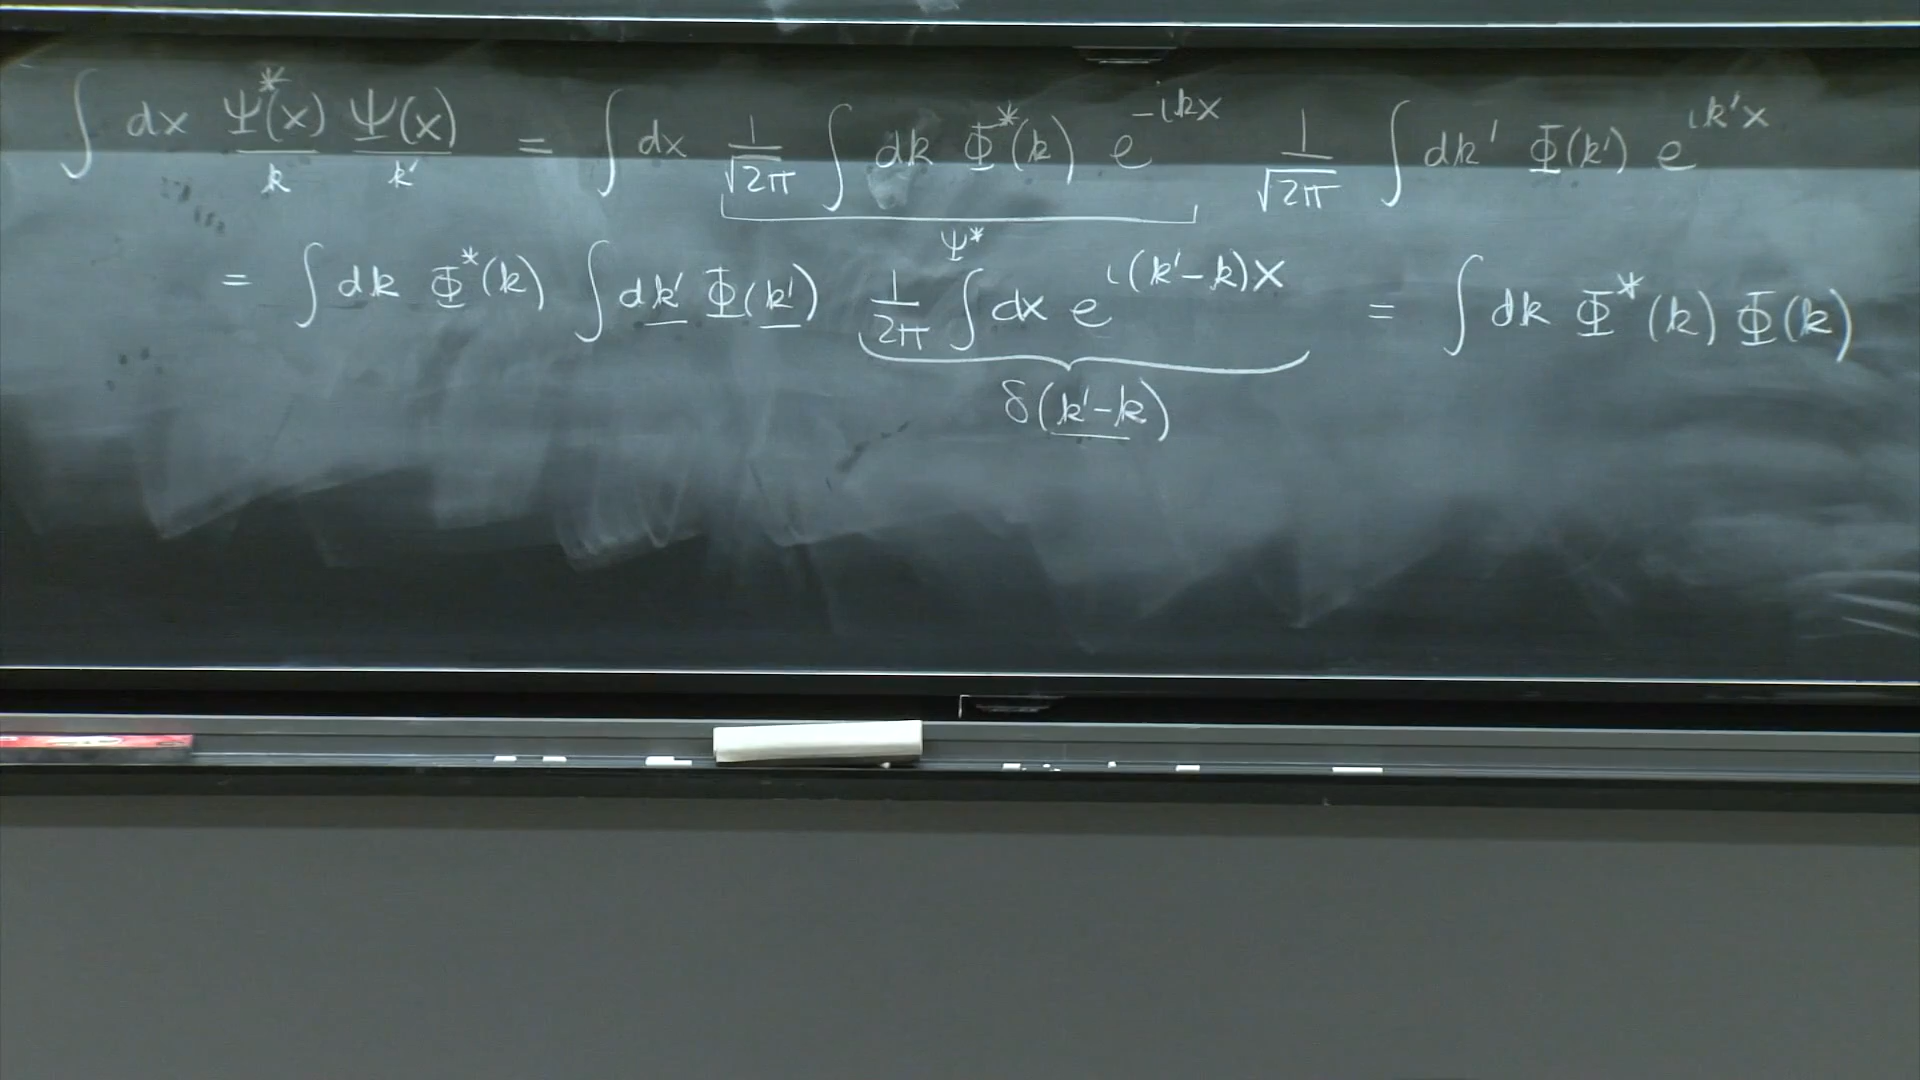 ∫ dx Ψ*(x) Ψ(x) = ∫ dx 1/√2π ∫ dk Φ*(k) e^{-ikx} 1/√2π ∫ dk' Φ(k') e^{ik'x}
k k'
Ψ*
= ∫ dk Φ*(k) ∫ dk' Φ(k') 1/2π ∫ dx e^{i(k'-k)x} = ∫ dk Φ*(k) Φ(k)
δ(k'-k)